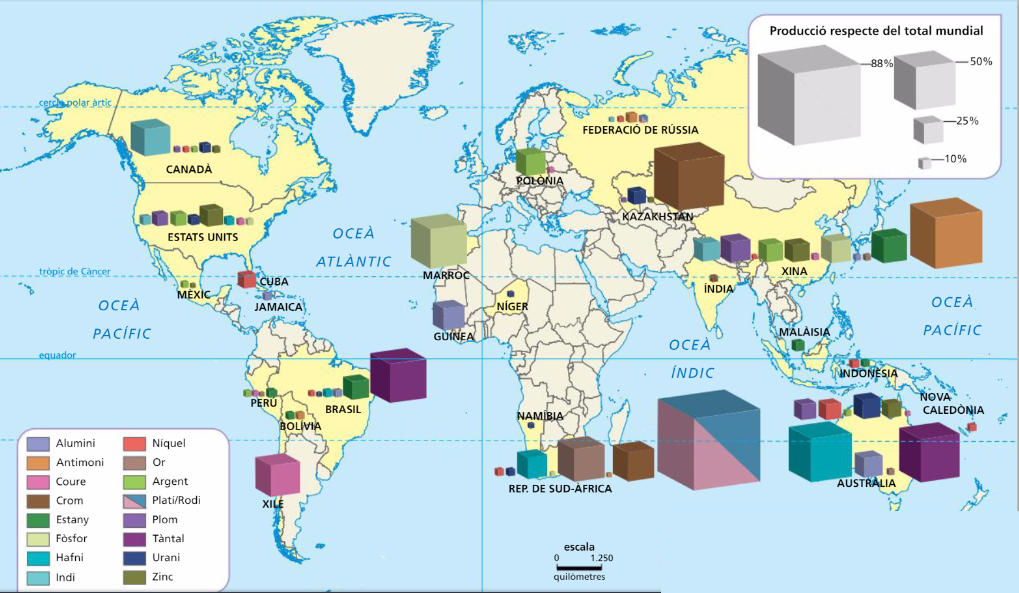 Producció respecte del total mundial
88%
50%
25%
10%
cercle polar àrtic
FEDERACIÓ DE RÚSSIA
CANADÀ
POLÒNIA
KAZAKHSTAN
ESTATS UNITS
OCEÀ
ATLÀNTIC
MARROC
XINA
tròpic de Càncer
CUBA
MÈXIC
JAMAICA
NÍGER
ÍNDIA
OCEÀ
PACÍFIC
OCEÀ
PACÍFIC
GUINEA
MALÀISIA
OCEÀ
ÍNDIC
equador
INDONÈSIA
PERÚ
BRASIL
NOVA
CALEDÒNIA
BOLÍVIA
NAMÍBIA
XILE
REP. DE SUD-ÀFRICA
AUSTRÀLIA
Alumini
Antimoni
Coure
Crom
Estany
Fòsfor
Hafni
Indi
Níquel
Or
Argent
Platí/Rodi
Plom
Tàntal
Urani
Zinc
escala
0 1.250
quilòmetres